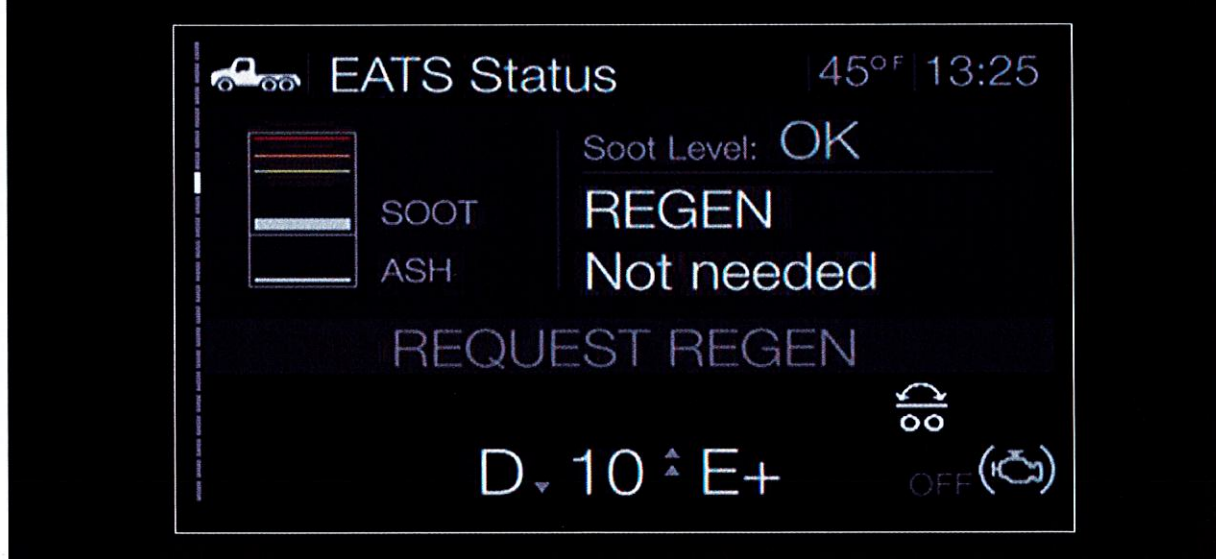 EATS Status 45°F 13:25
Soot Level: OK
SOOT
REGEN
ASH
Not needed
REQUEST REGEN
D 10 E+
OFF